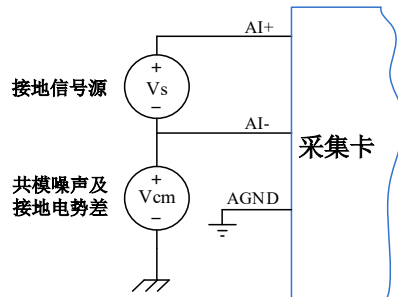 AI+
+
接地信号源
Vs
−
AI-
采集卡
共模噪声及
接地电势差
+
Vcm
−
AGND